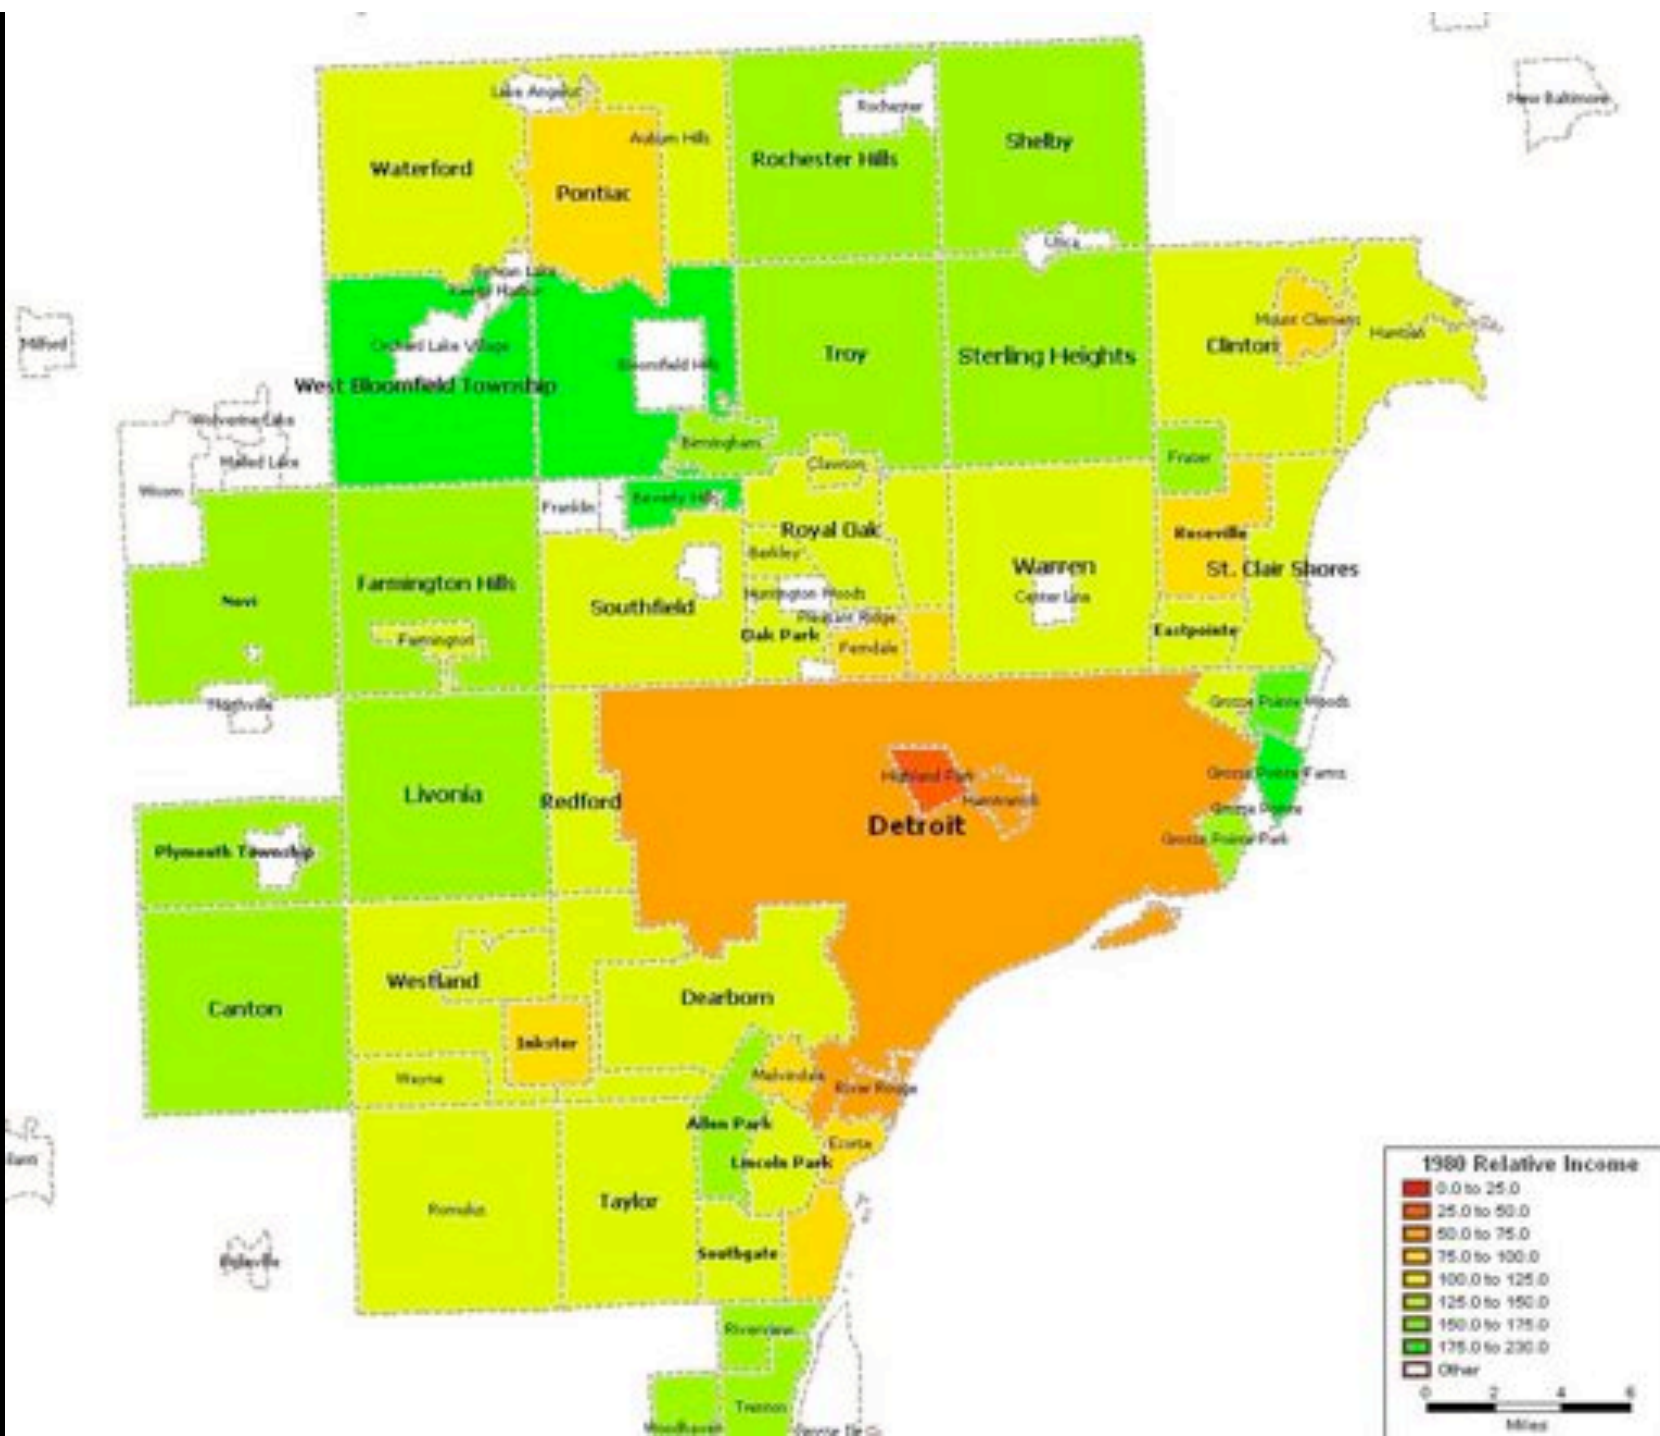 New Baltimore
Lake Angelus
Rochester
Auburn Hills
Shelby
Rochester Hills
Waterford
Pontiac
Utica
Sylvan Lake
Keego Harbor
Mount Clemens
Harrison
Clinton
Milford
Orchard Lake Village
Troy
Sterling Heights
Bloomfield Hills
West Bloomfield Township
Wolverine Lake
Birmingham
Walled Lake
Clawson
Fraser
Wixom
Franklin
Beverly Hills
Royal Oak
Roseville
Berkley
Warren
St. Clair Shores
Farmington Hills
Huntington Woods
Center Line
Novi
Southfield
Pleasant Ridge
Oak Park
Eastpointe
Farmington
Ferndale
Northville
Grosse Pointe Woods
Grosse Pointe Farms
Highland Park
Livonia
Redford
Hamtramck
Grosse Pointe
Detroit
Grosse Pointe Park
Plymouth Township
Westland
Dearborn
Canton
Inkster
Wayne
Melvindale
River Rouge
Allen Park
Ecorse
Lincoln Park
Romulus
Taylor
Southgate
Belleville
Riverview
Trenton
Woodhaven
1980 Relative Income
0.0 to 25.0
25.0 to 50.0
50.0 to 75.0
75.0 to 100.0
100.0 to 125.0
125.0 to 150.0
150.0 to 175.0
175.0 to 230.0
Other
0 2 4 6
Miles